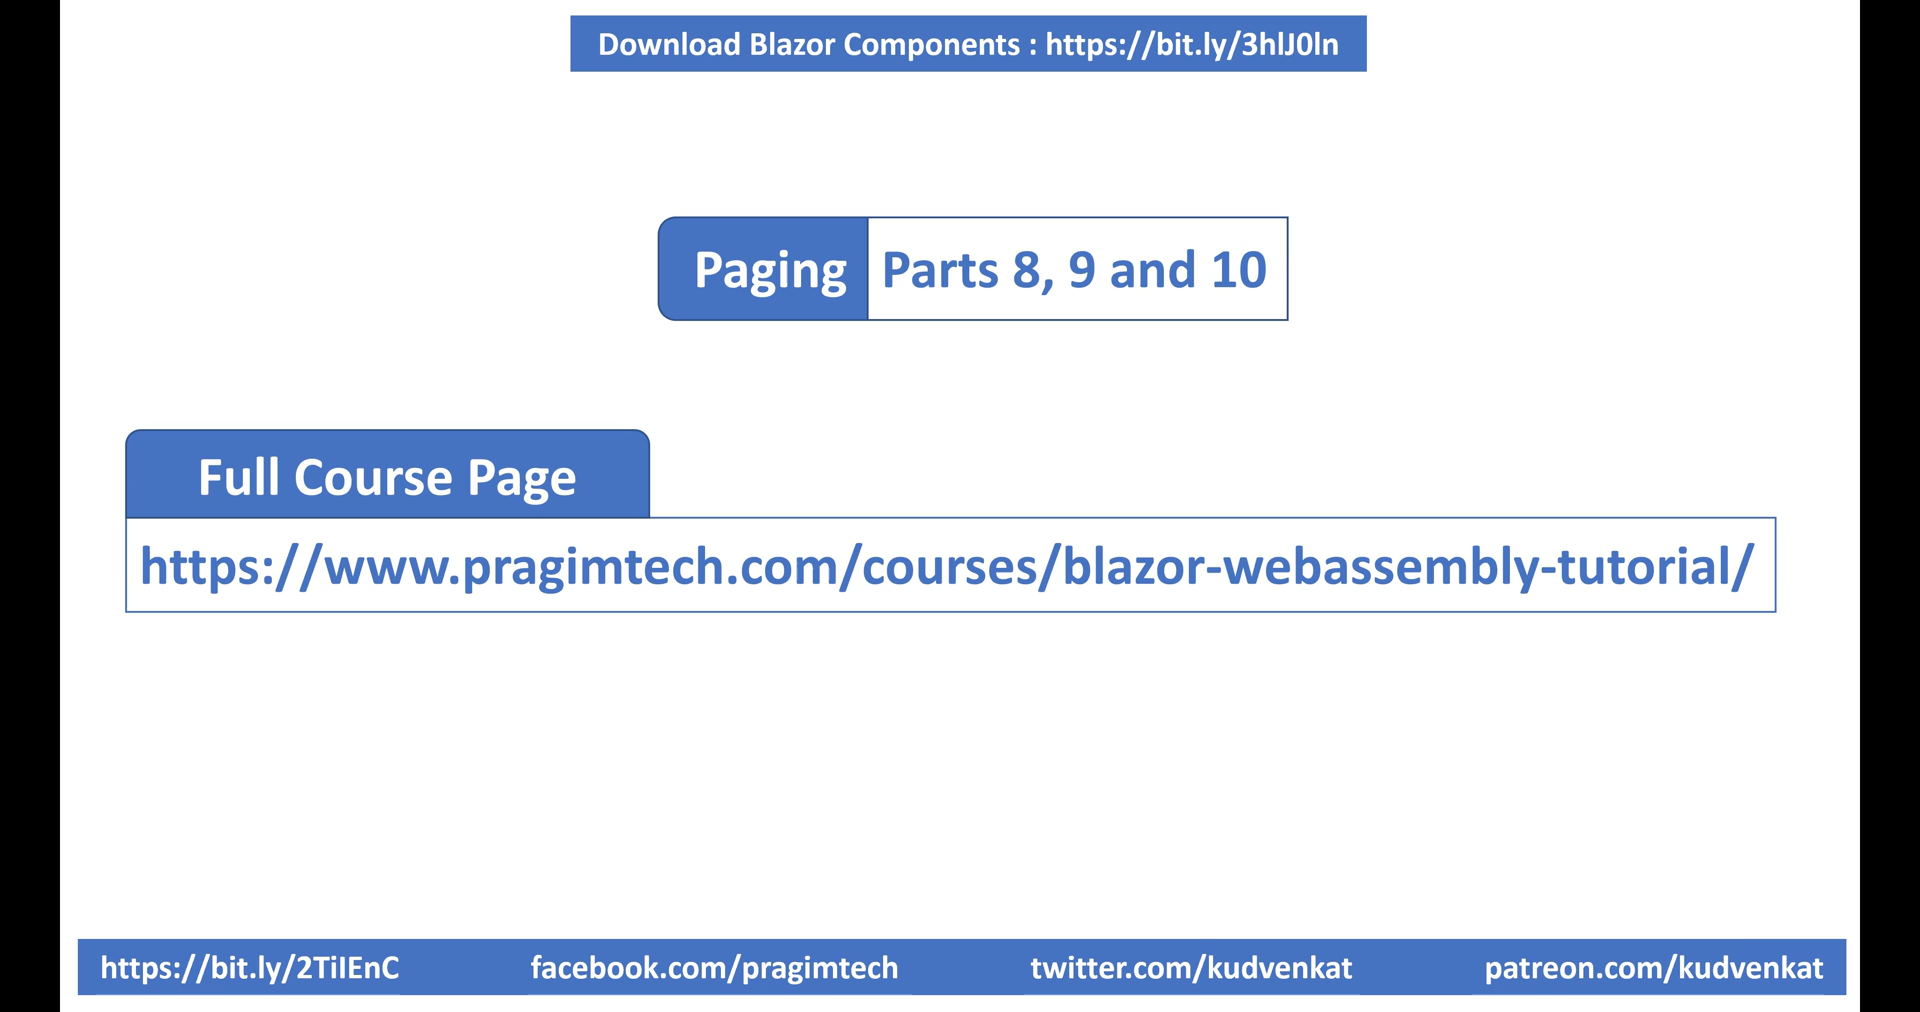 Download Blazor Components : https://bit.ly/3hlJ0ln
Paging Parts 8, 9 and 10
Full Course Page
https://www.pragimtech.com/courses/blazor-webassembly-tutorial/
https://bit.ly/2TiIEnC facebook.com/pragimtech twitter.com/kudvenkat patreon.com/kudvenkat